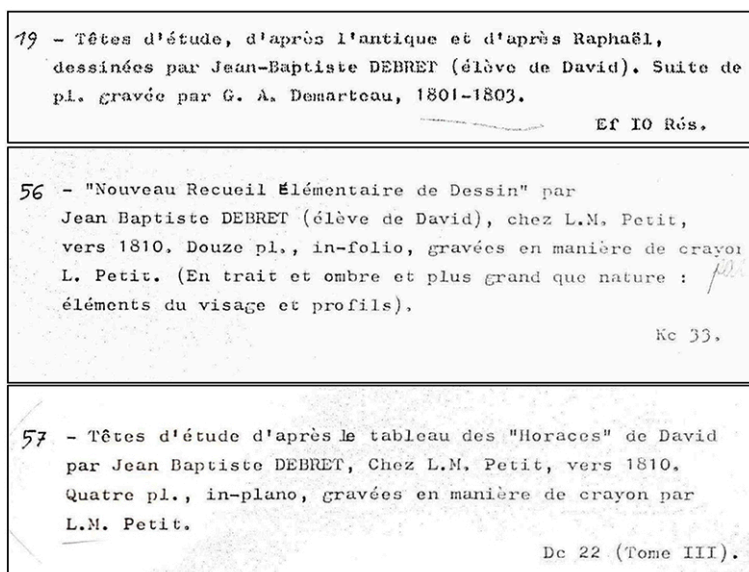 19 - Têtes d'étude, d'après l'antique et d'après Raphaël,
dessinées par Jean-Baptiste DEBRET (élève de David). Suite de
pl. gravée par G. A. Demarteau, 1801-1803.
Ef IO Rés.
56 - "Nouveau Recueil Élémentaire de Dessin" par
Jean Baptiste DEBRET (élève de David), chez L.M. Petit,
vers 1810. Douze pl., in-folio, gravées en manière de crayon
L. Petit. (En trait et ombre et plus grand que nature : par
éléments du visage et profils).
Kc 33.
57 - Têtes d'étude d'après le tableau des "Horaces" de David
par Jean Baptiste DEBRET, Chez L.M. Petit, vers 1810.
Quatre pl., in-plano, gravées en manière de crayon par
L.M. Petit.
Dc 22 (Tome III).